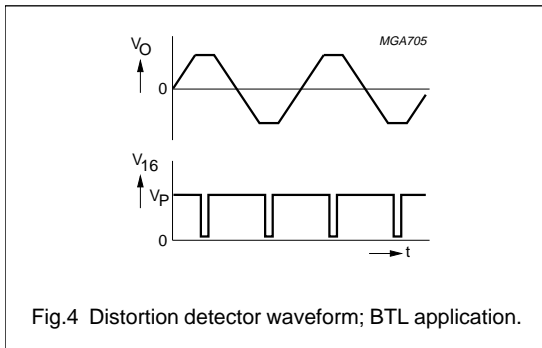 MGA705
VO
0
V16
VP
0
t
Fig.4 Distortion detector waveform; BTL application.